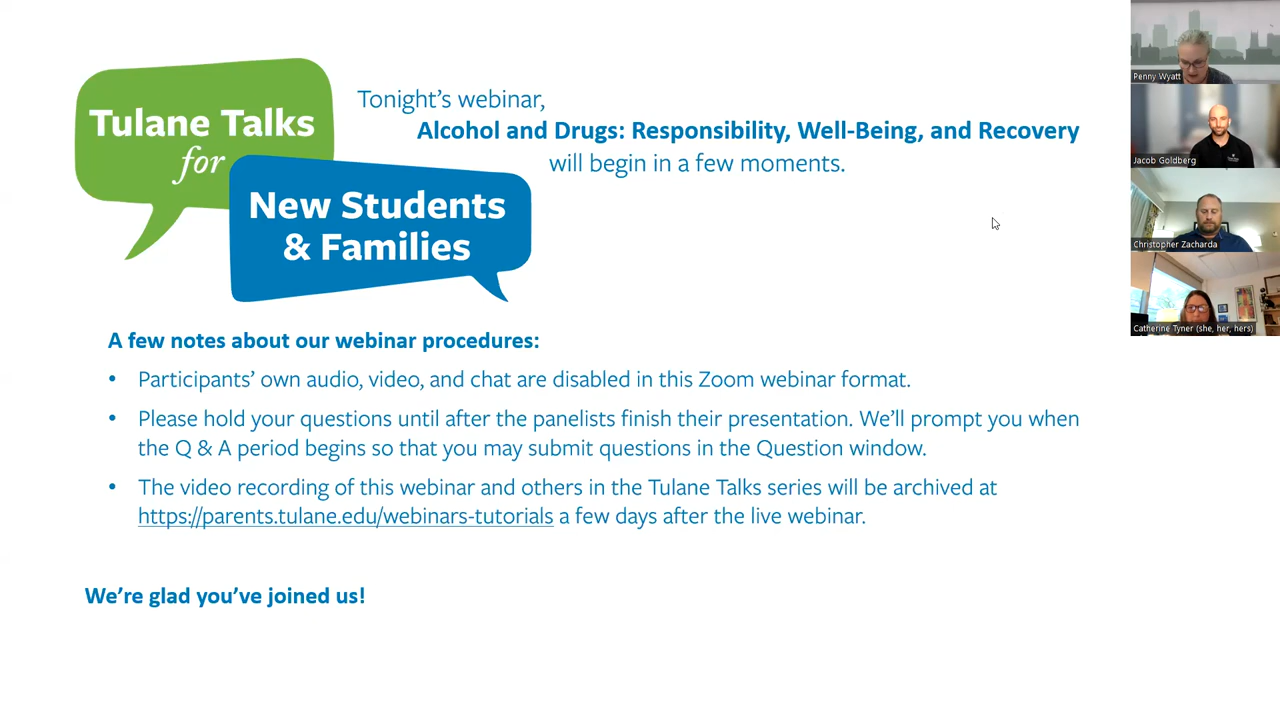 Tulane Talks
for
New Students
& Families
Tonight's webinar,
Alcohol and Drugs: Responsibility, Well-Being, and Recovery
will begin in a few moments.
A few notes about our webinar procedures:
• Participants' own audio, video, and chat are disabled in this Zoom webinar format.
• Please hold your questions until after the panelists finish their presentation. We'll prompt you when
the Q & A period begins so that you may submit questions in the Question window.
• The video recording of this webinar and others in the Tulane Talks series will be archived at
https://parents.tulane.edu/webinars-tutorials a few days after the live webinar.
We're glad you've joined us!
Penny Wyatt
Jacob Goldberg
Christopher Zacharda
Catherine Tyner (she, her, hers)